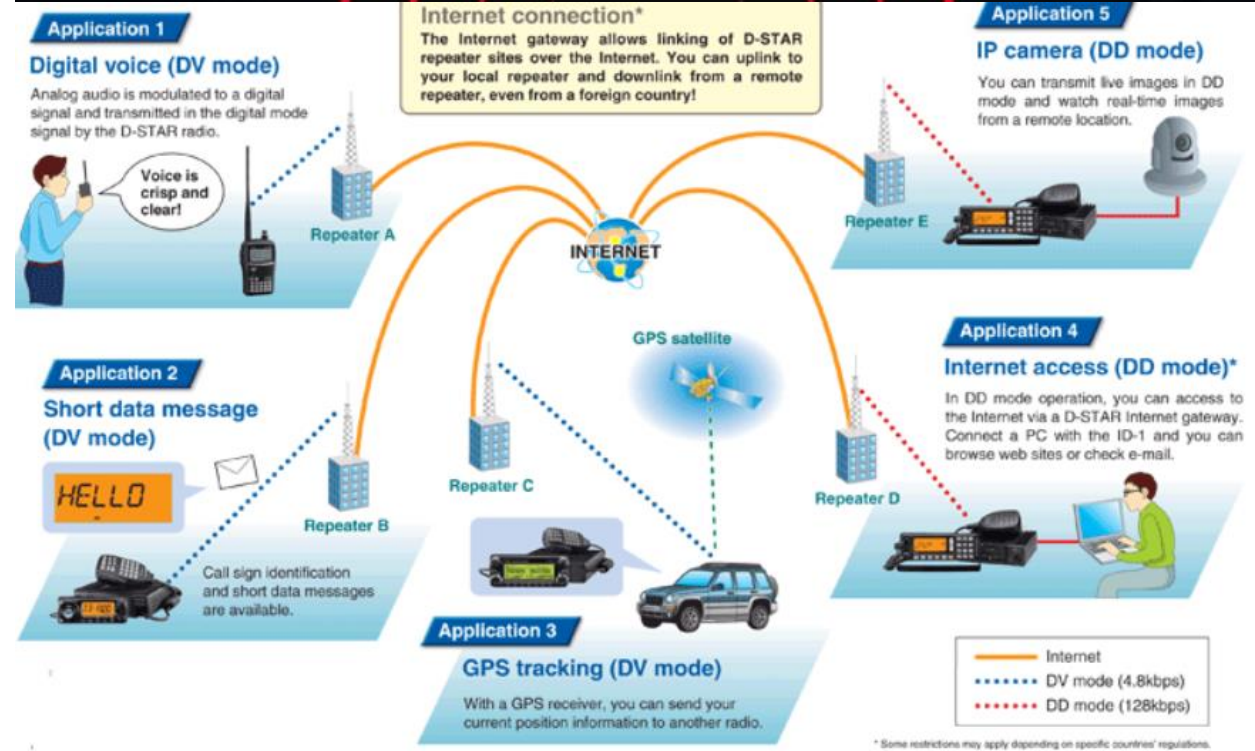 Application 1
Digital voice (DV mode)
Analog audio is modulated to a digital
signal and transmitted in the digital mode
signal by the D-STAR radio.
Voice is
crisp and
clear!
Repeater A
Internet connection*
The Internet gateway allows linking of D-STAR
repeater sites over the Internet. You can uplink to
your local repeater and downlink from a remote
repeater, even from a foreign country!
Application 5
IP camera (DD mode)
You can transmit live images in DD
mode and watch real-time images
from a remote location.
Repeater E
INTERNET
Application 2
Short data message
(DV mode)
HELLO
Repeater B
Call sign identification
and short data messages
are available.
Repeater C
GPS satellite
Application 3
GPS tracking (DV mode)
With a GPS receiver, you can send your
current position information to another radio.
Application 4
Internet access (DD mode)*
In DD mode operation, you can access to
the Internet via a D-STAR Internet gateway.
Connect a PC with the ID-1 and you can
browse web sites or check e-mail.
Repeater D
Internet
DV mode (4.8kbps)
DD mode (128kbps)
* Some restrictions may apply depending on specific countries' regulations.